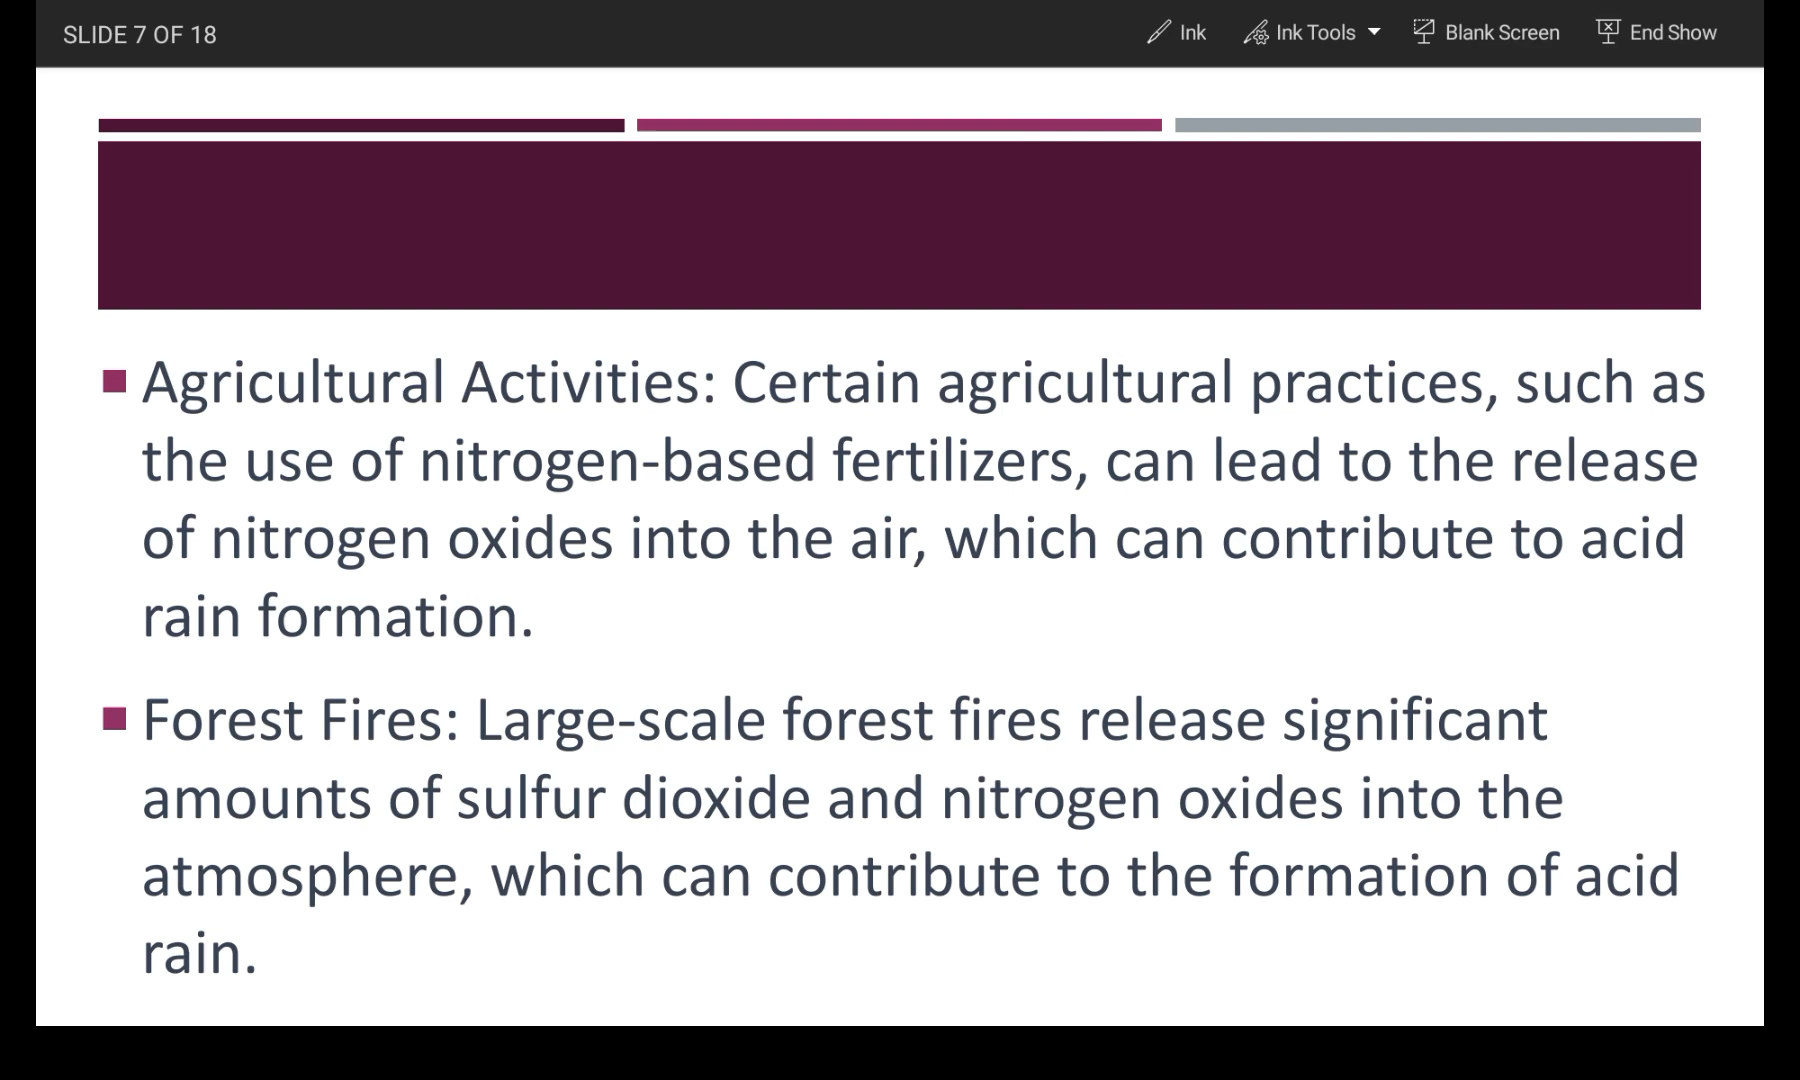 SLIDE 7 OF 18
Ink
Ink Tools
Blank Screen
End Show
Agricultural Activities: Certain agricultural practices, such as
the use of nitrogen-based fertilizers, can lead to the release
of nitrogen oxides into the air, which can contribute to acid
rain formation.
Forest Fires: Large-scale forest fires release significant
amounts of sulfur dioxide and nitrogen oxides into the
atmosphere, which can contribute to the formation of acid
rain.